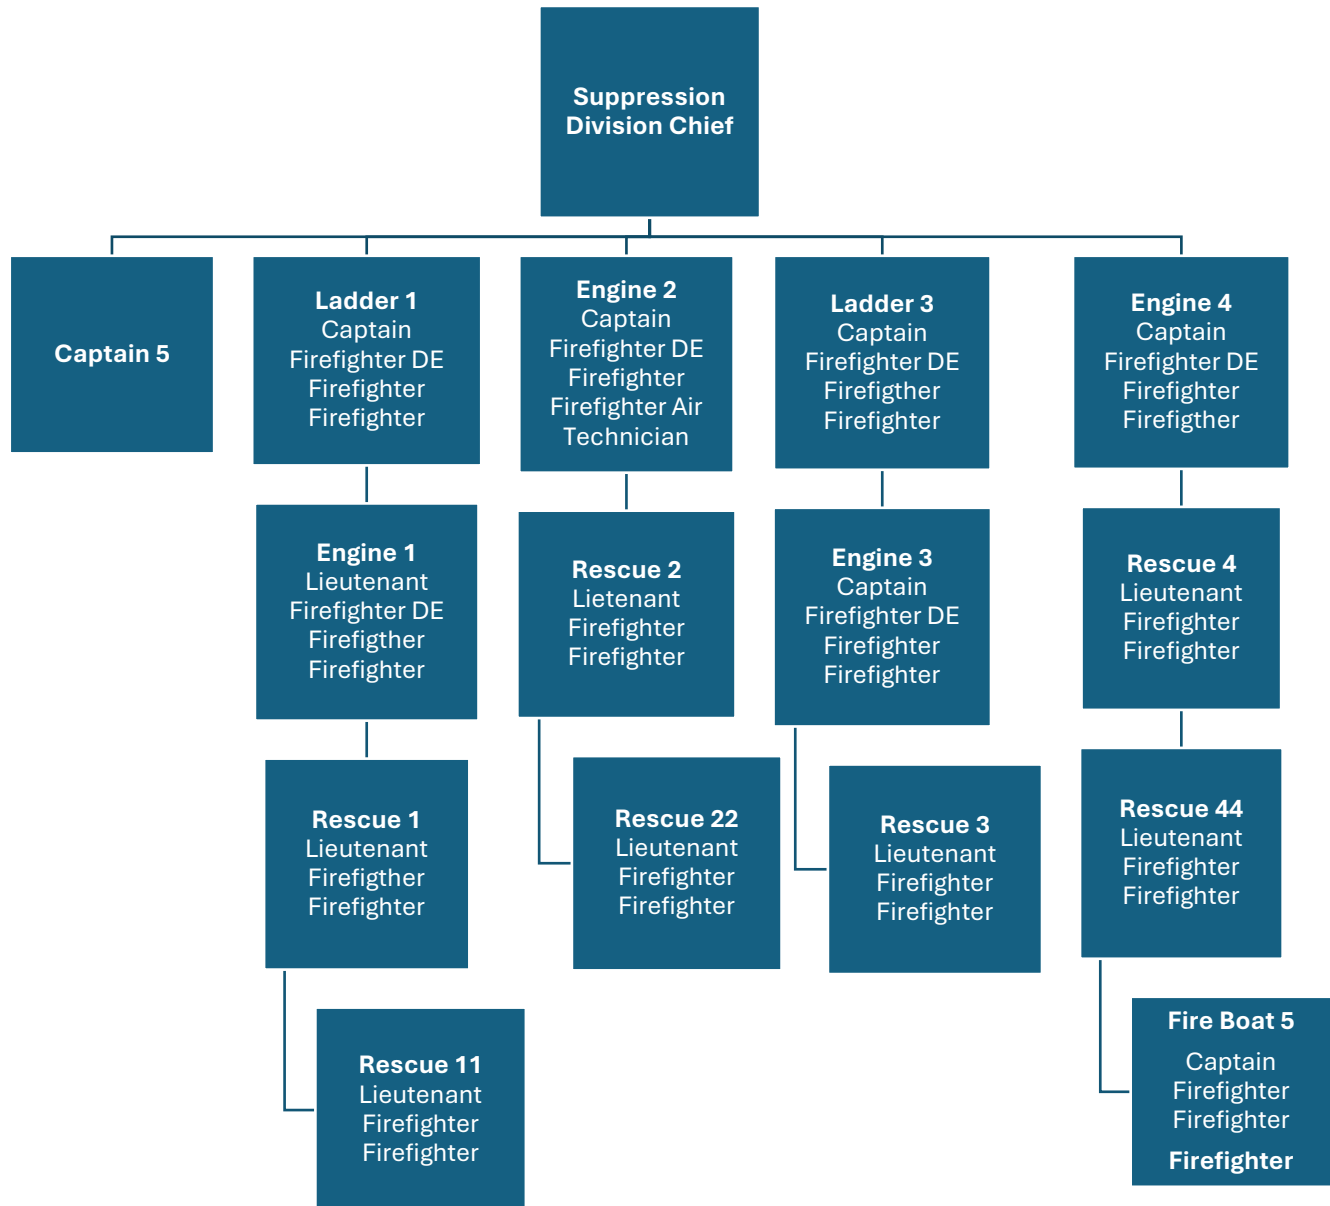 Suppression
Division Chief
Captain 5
Ladder 1
Captain
Firefighter DE
Firefighter
Firefighter
Engine 2
Captain
Firefighter DE
Firefighter
Firefighter Air
Technician
Ladder 3
Captain
Firefighter DE
Firefigther
Firefighter
Engine 4
Captain
Firefighter DE
Firefighter
Firefigther
Engine 1
Lieutenant
Firefighter DE
Firefigther
Firefighter
Rescue 2
Lietenant
Firefighter
Firefighter
Engine 3
Captain
Firefighter DE
Firefighter
Firefighter
Rescue 4
Lieutenant
Firefighter
Firefighter
Rescue 1
Lieutenant
Firefigther
Firefighter
Rescue 22
Lieutenant
Firefighter
Firefighter
Rescue 3
Lieutenant
Firefighter
Firefighter
Rescue 44
Lieutenant
Firefighter
Firefighter
Rescue 11
Lieutenant
Firefighter
Firefighter
Fire Boat 5
Captain
Firefighter
Firefighter
Firefighter